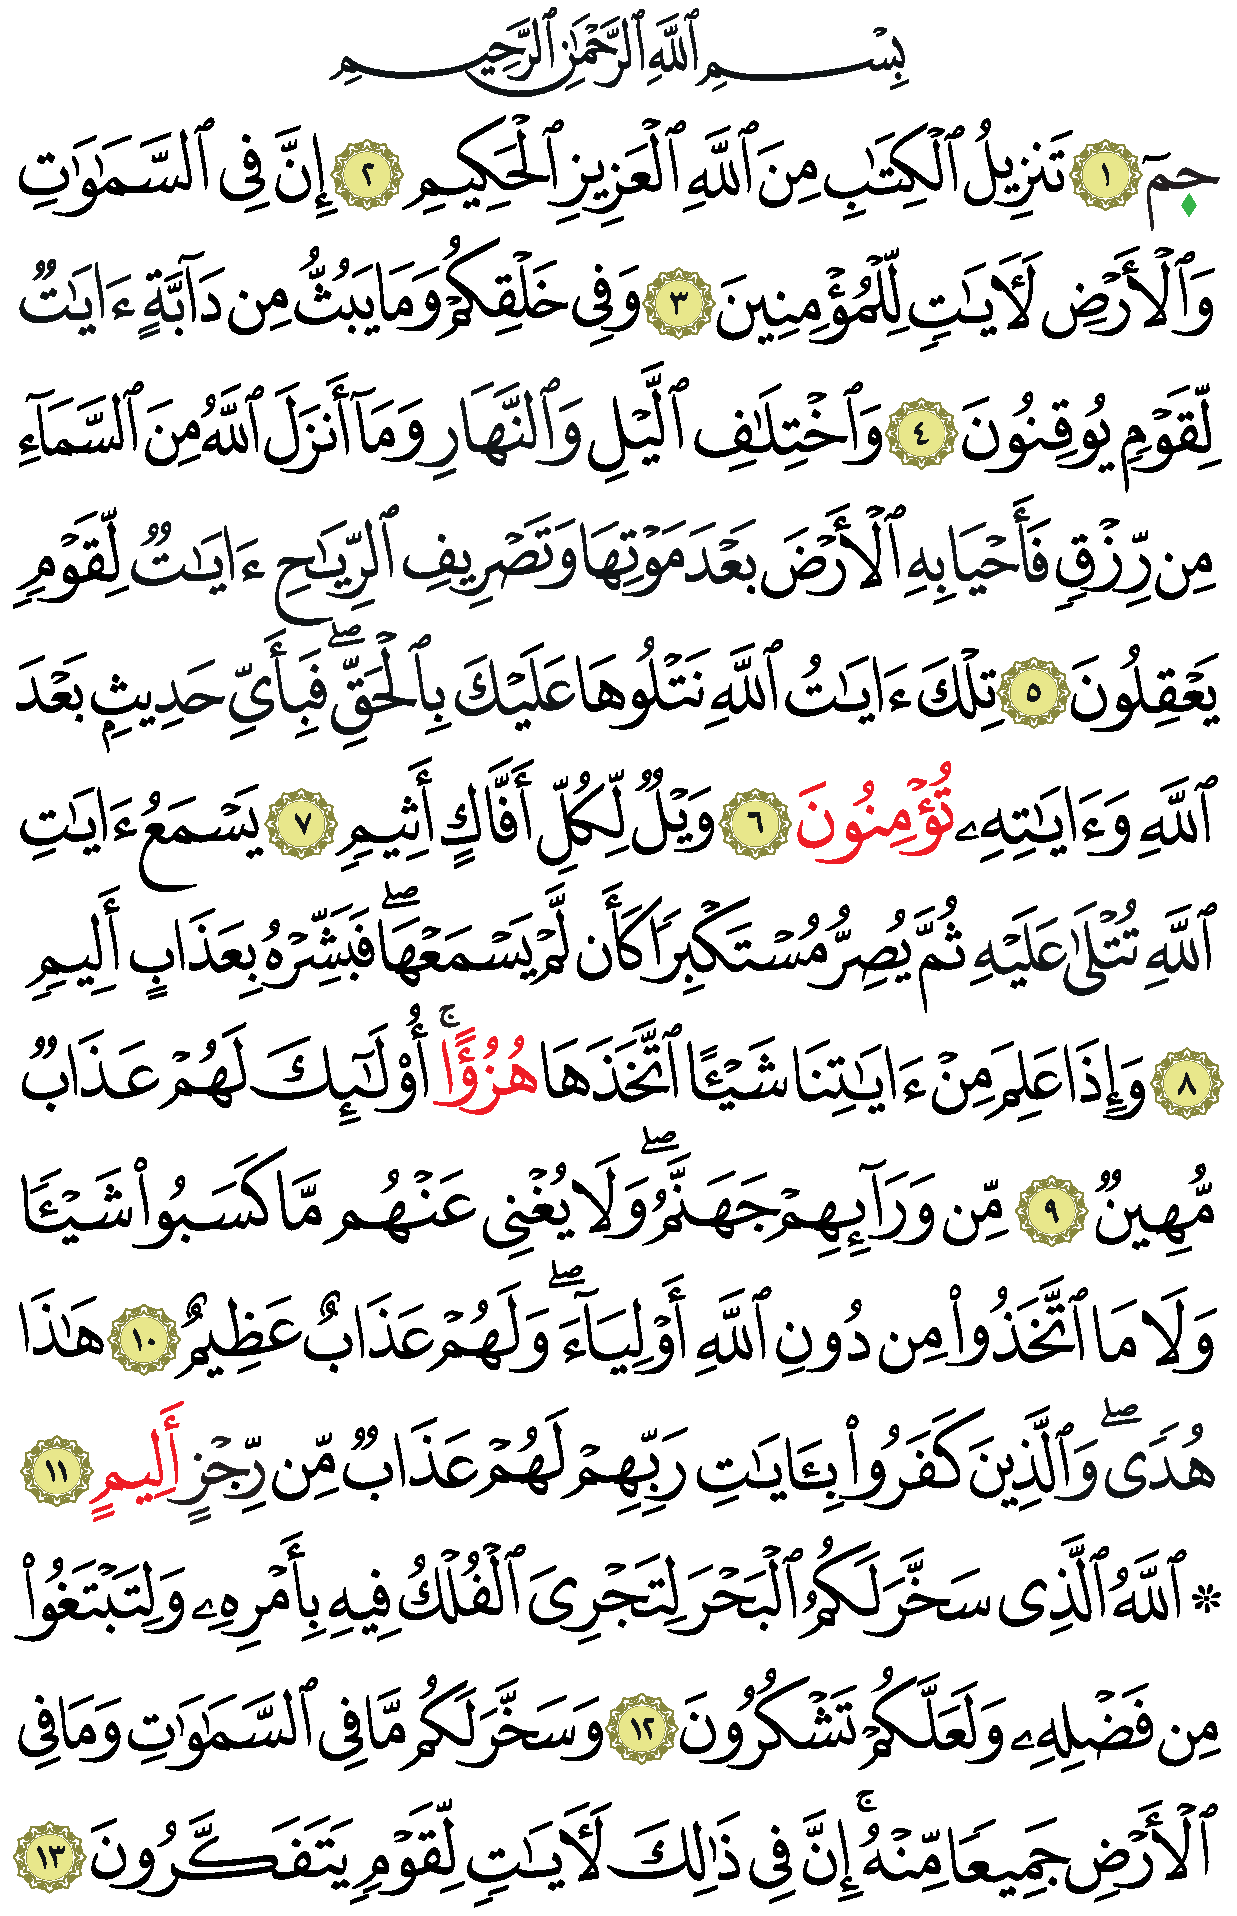 بِسْمِ ٱللَّهِ ٱلرَّحْمَٰنِ ٱلرَّحِيمِ
حمٓ ١ تَنزِيلُ ٱلْكِتَٰبِ مِنَ ٱللَّهِ ٱلْعَزِيزِ ٱلْحَكِيمِ ٢ إِنَّ فِى ٱلسَّمَٰوَٰتِ
وَٱلْأَرْضِ لَـَٔايَٰتٍ لِّلْمُؤْمِنِينَ ٣ وَفِى خَلْقِكُمْ وَمَا يَبُثُّ مِن دَآبَّةٍ ءَايَٰتٌ
لِّقَوْمٍ يُوقِنُونَ ٤ وَٱخْتِلَٰفِ ٱلَّيْلِ وَٱلنَّهَارِ وَمَآ أَنزَلَ ٱللَّهُ مِنَ ٱلسَّمَآءِ
مِن رِّزْقٍ فَأَحْيَا بِهِ ٱلْأَرْضَ بَعْدَ مَوْتِهَا وَتَصْرِيفِ ٱلرِّيَٰحِ ءَايَٰتٌ لِّقَوْمٍ
يَعْقِلُونَ ٥ تِلْكَ ءَايَٰتُ ٱللَّهِ نَتْلُوهَا عَلَيْكَ بِٱلْحَقِّ ۖ فَبِأَىِّ حَدِيثٍ بَعْدَ
ٱللَّهِ وَءَايَٰتِهِۦ تُؤْمِنُونَ ٦ وَيْلٌ لِّكُلِّ أَفَّاكٍ أَثِيمٍ ٧ يَسْمَعُ ءَايَٰتِ
ٱللَّهِ تُتْلَىٰ عَلَيْهِ ثُمَّ يُصِرُّ مُسْتَكْبِرًا كَأَن لَّمْ يَسْمَعْهَا ۖ فَبَشِّرْهُ بِعَذَابٍ أَلِيمٍ
٨ وَإِذَا عَلِمَ مِنْ ءَايَٰتِنَا شَيْـًٔا ٱتَّخَذَهَا هُزُؤًا ۚ أُو۟لَٰٓئِكَ لَهُمْ عَذَابٌ
مُّهِينٌ ٩ مِّن وَرَآئِهِمْ جَهَنَّمُ ۖ وَلَا يُغْنِى عَنْهُم مَّا كَسَبُوا۟ شَيْـًٔا
وَلَا مَا ٱتَّخَذُوا۟ مِن دُونِ ٱللَّهِ أَوْلِيَآءَ ۖ وَلَهُمْ عَذَابٌ عَظِيمٌ ١٠ هَٰذَا
هُدًى ۖ وَٱلَّذِينَ كَفَرُوا۟ بِـَٔايَٰتِ رَبِّهِمْ لَهُمْ عَذَابٌ مِّن رِّجْزٍ أَلِيمٍ ١١
* ٱللَّهُ ٱلَّذِى سَخَّرَ لَكُمُ ٱلْبَحْرَ لِتَجْرِىَ ٱلْفُلْكُ فِيهِ بِأَمْرِهِۦ وَلِتَبْتَغُوا۟
مِن فَضْلِهِۦ وَلَعَلَّكُمْ تَشْكُرُونَ ١٢ وَسَخَّرَ لَكُم مَّا فِى ٱلسَّمَٰوَٰتِ وَمَا فِى
ٱلْأَرْضِ جَمِيعًا مِّنْهُ ۚ إِنَّ فِى ذَٰلِكَ لَـَٔايَٰتٍ لِّقَوْمٍ يَتَفَكَّرُونَ ١٣